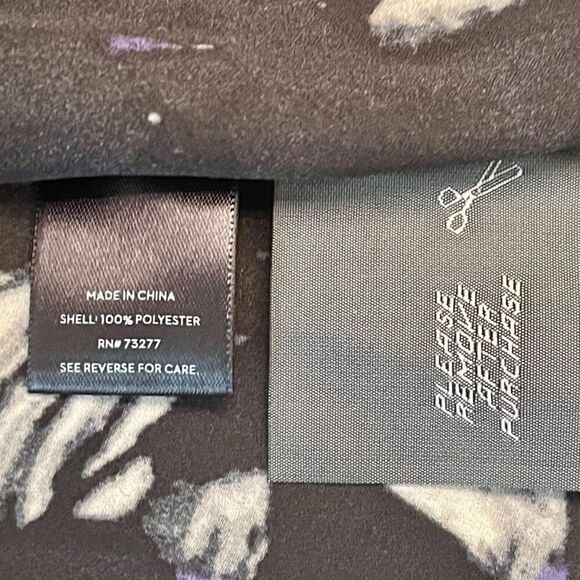 MADE IN CHINA
SHELL: 100% POLYESTER
RN# 73277
SEE REVERSE FOR CARE.
PLEASE
REMOVE
AFTER
PURCHASE